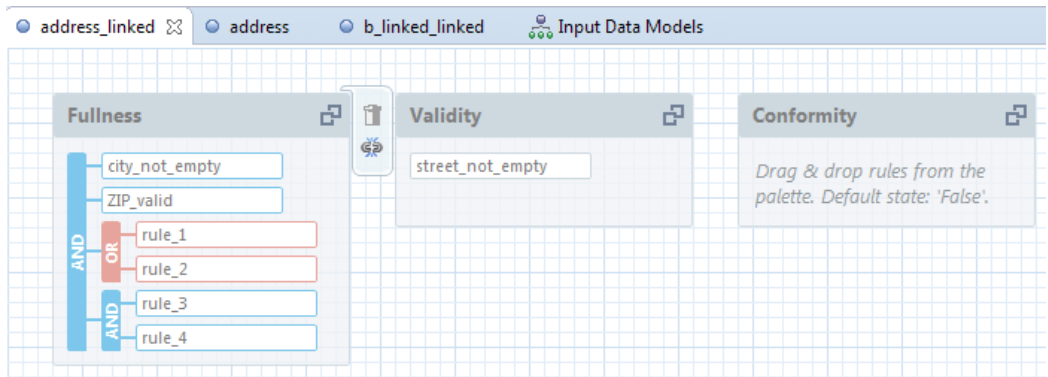 address_linked address b_linked_linked Input Data Models
Fullness Validity Conformity
city_not_empty
ZIP_valid
AND
OR
rule_1
rule_2
AND
rule_3
rule_4
street_not_empty
Drag & drop rules from the
palette. Default state: 'False'.